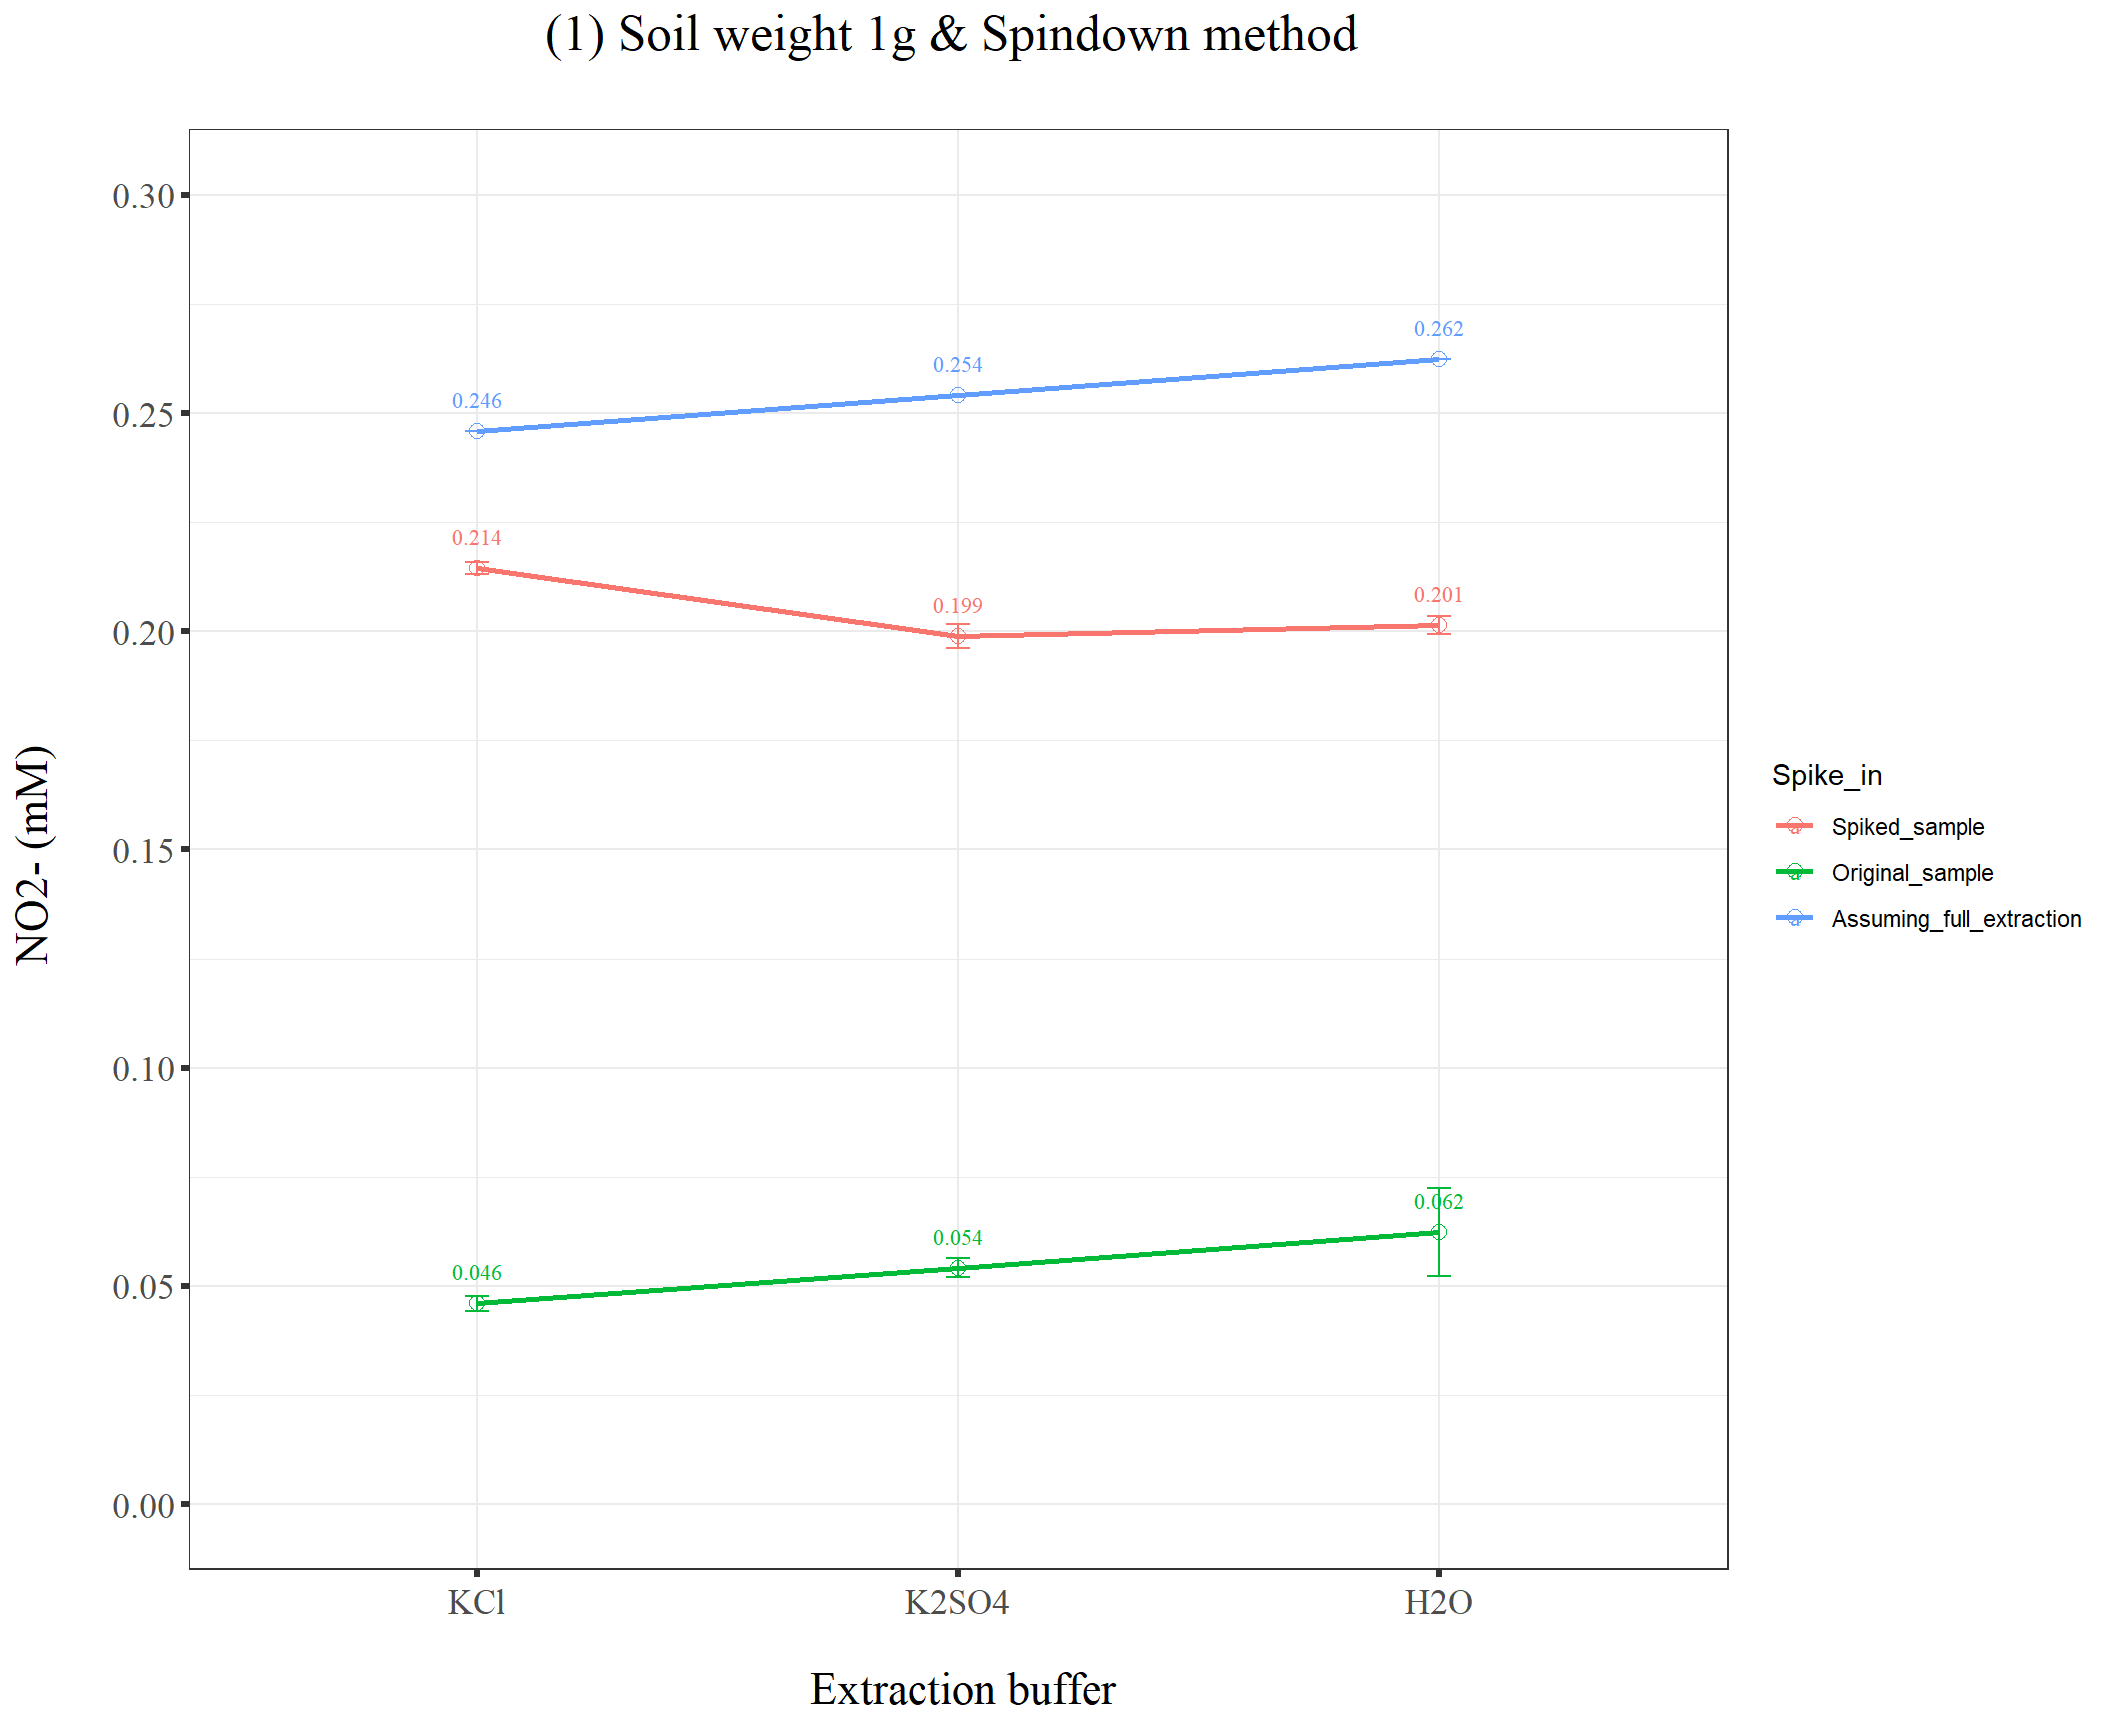 (1) Soil weight 1g & Spindown method
NO2- (mM)
0.30
0.25
0.20
0.15
0.10
0.05
0.00
0.246
0.254
0.262
0.214
0.199
0.201
0.046
0.054
0.062
KCl
K2SO4
H2O
Extraction buffer
Spike_in
a Spiked_sample
a Original_sample
a Assuming_full_extraction